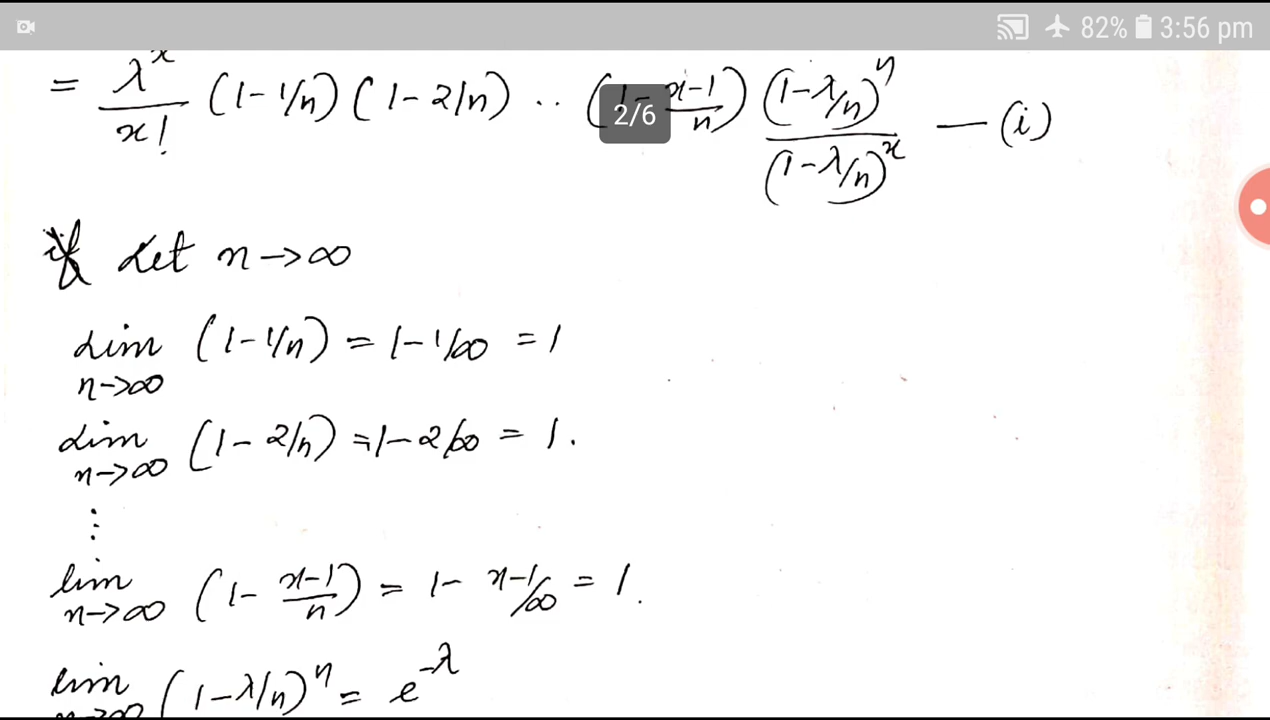 82% 3:56 pm
= λ^x/x! (1-1/n) (1-2/n) .. (1- x-1/n) (1-λ/n)^n/(1-λ/n)^x — (i)
2/6
Let n→∞
Lim n→∞ (1-1/n) = 1-1/∞ = 1
Lim n→∞ (1-2/n) = 1-2/∞ = 1.
⋮
lim n→∞ (1- x-1/n) = 1- x-1/∞ = 1.
lim n→∞ (1-λ/n)^n = e^-λ